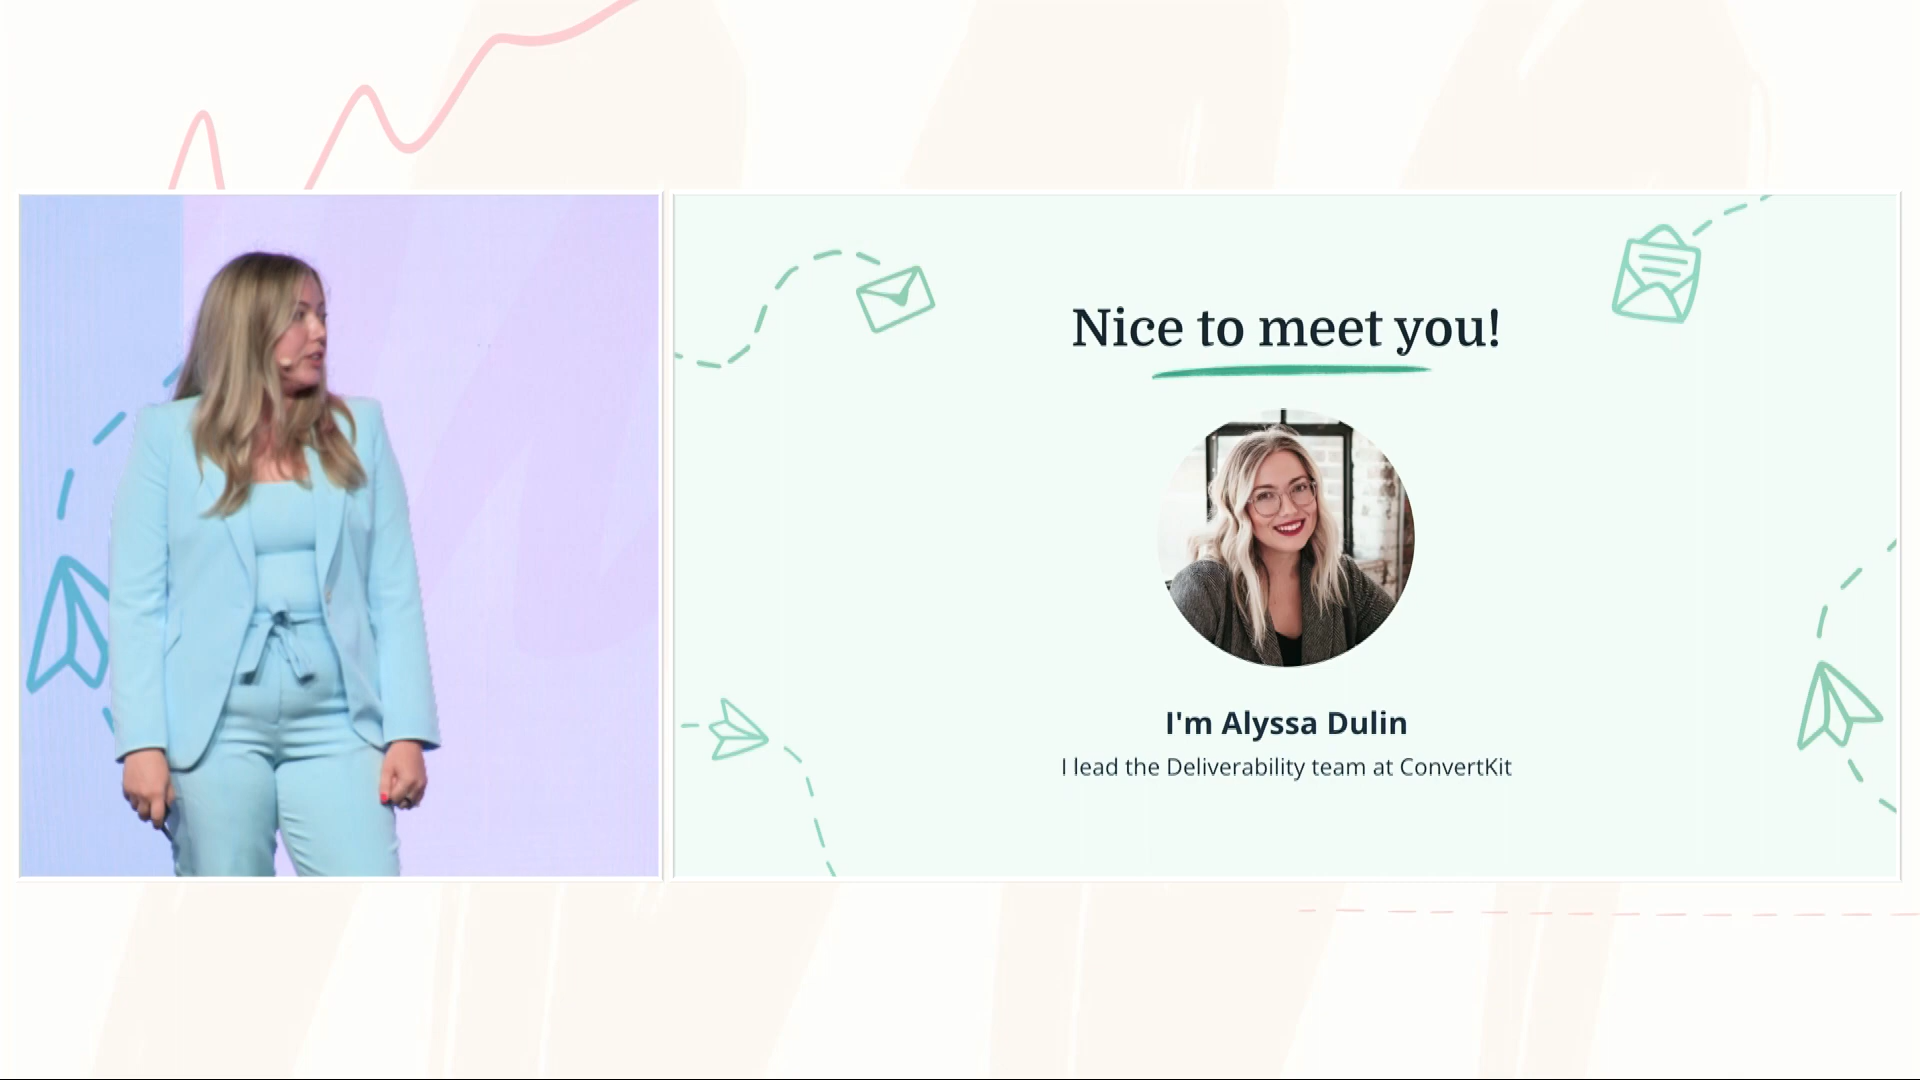 Nice to meet you!
I'm Alyssa Dulin
I lead the Deliverability team at ConvertKit